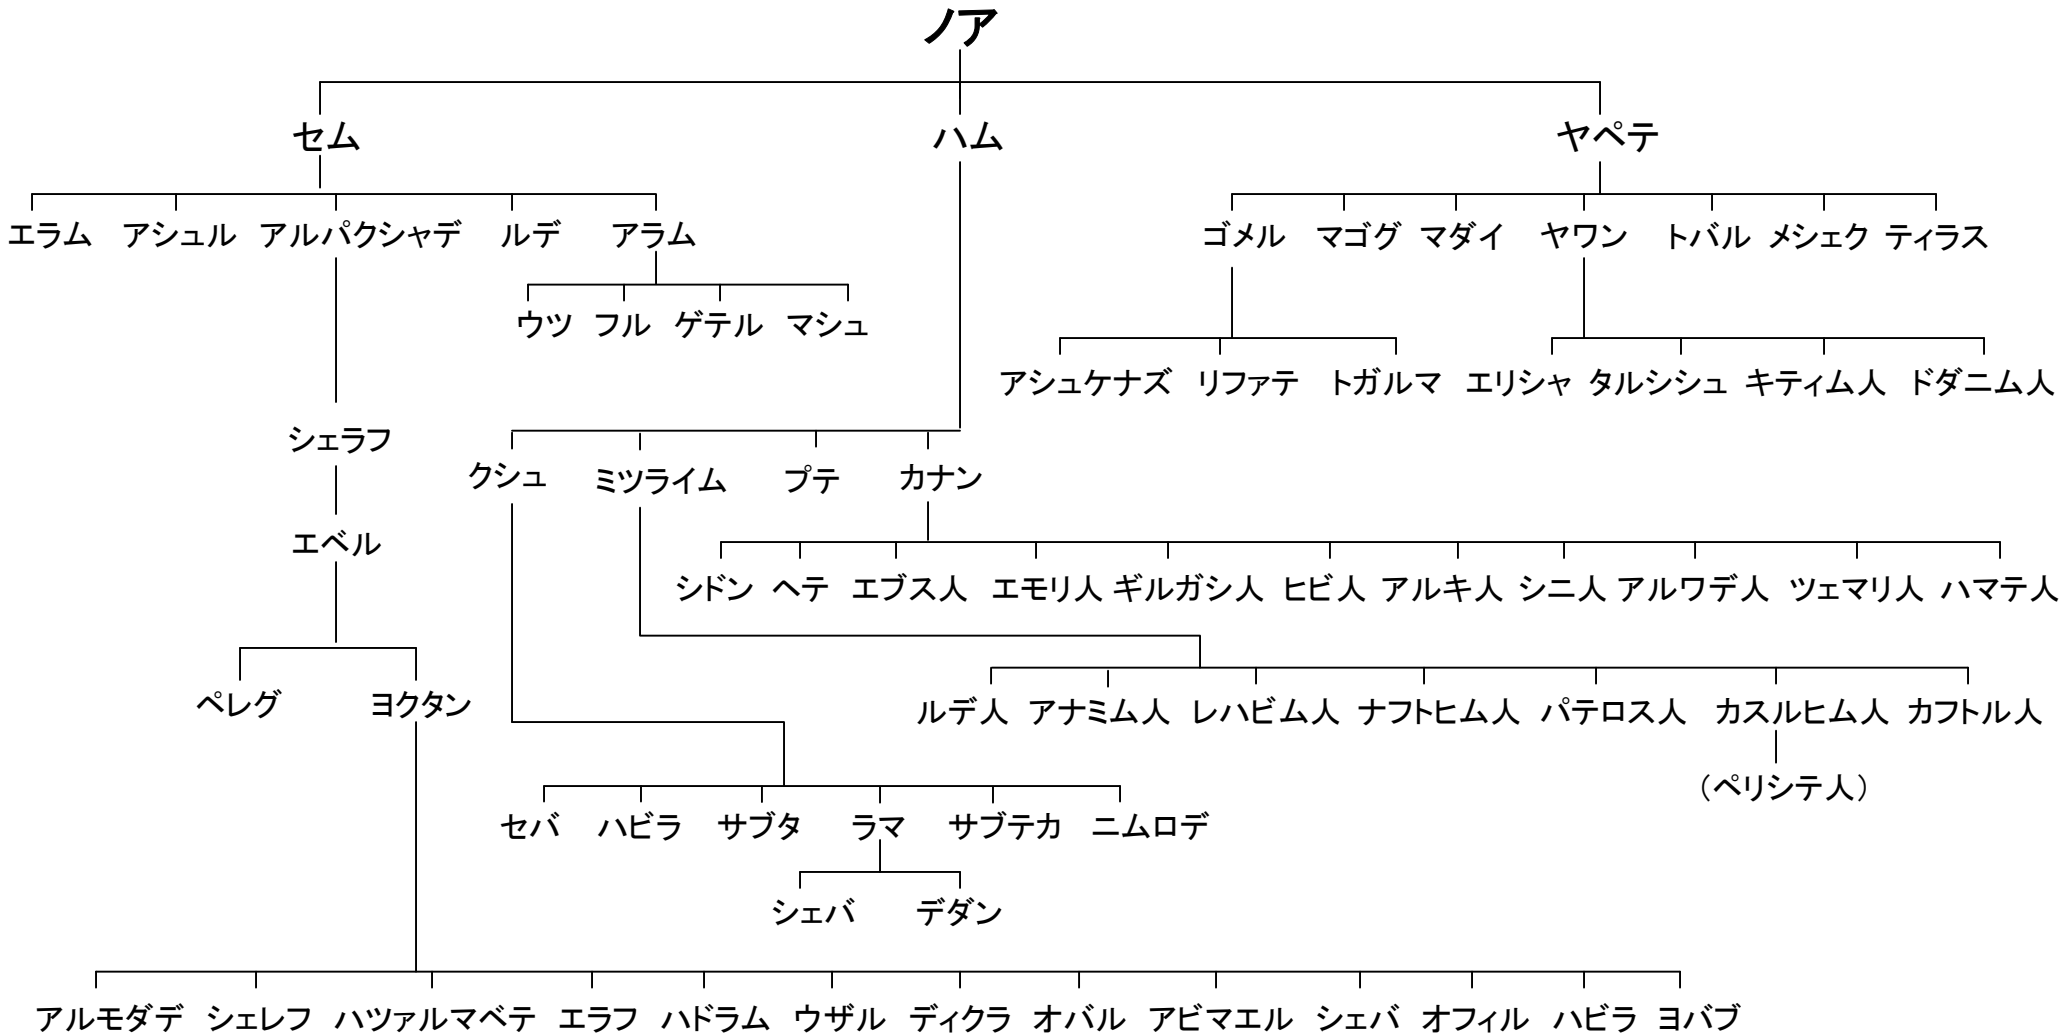 ノア
セム ハム ヤペテ
エラム アシュル アルパクシャデ ルデ アラム ゴメル マゴグ マダイ ヤワン トバル メシェク ティラス
ウツ フル ゲテル マシュ
アシュケナズ リファテ トガルマ エリシャ タルシシュ キティム人 ドダニム人
シェラフ
クシュ ミツライム プテ カナン
エベル
シドン ヘテ エブス人 エモリ人 ギルガシ人 ヒビ人 アルキ人 シニ人 アルワデ人 ツェマリ人 ハマテ人
ペレグ ヨクタン ルデ人 アナミム人 レハビム人 ナフトヒム人 パテロス人 カスルヒム人 カフトル人
（ペリシテ人）
セバ ハビラ サブタ ラマ サブテカ ニムロデ
シェバ デダン
アルモダデ シェレフ ハツァルマベテ エラフ ハドラム ウザル ディクラ オバル アビマエル シェバ オフィル ハビラ ヨバブ